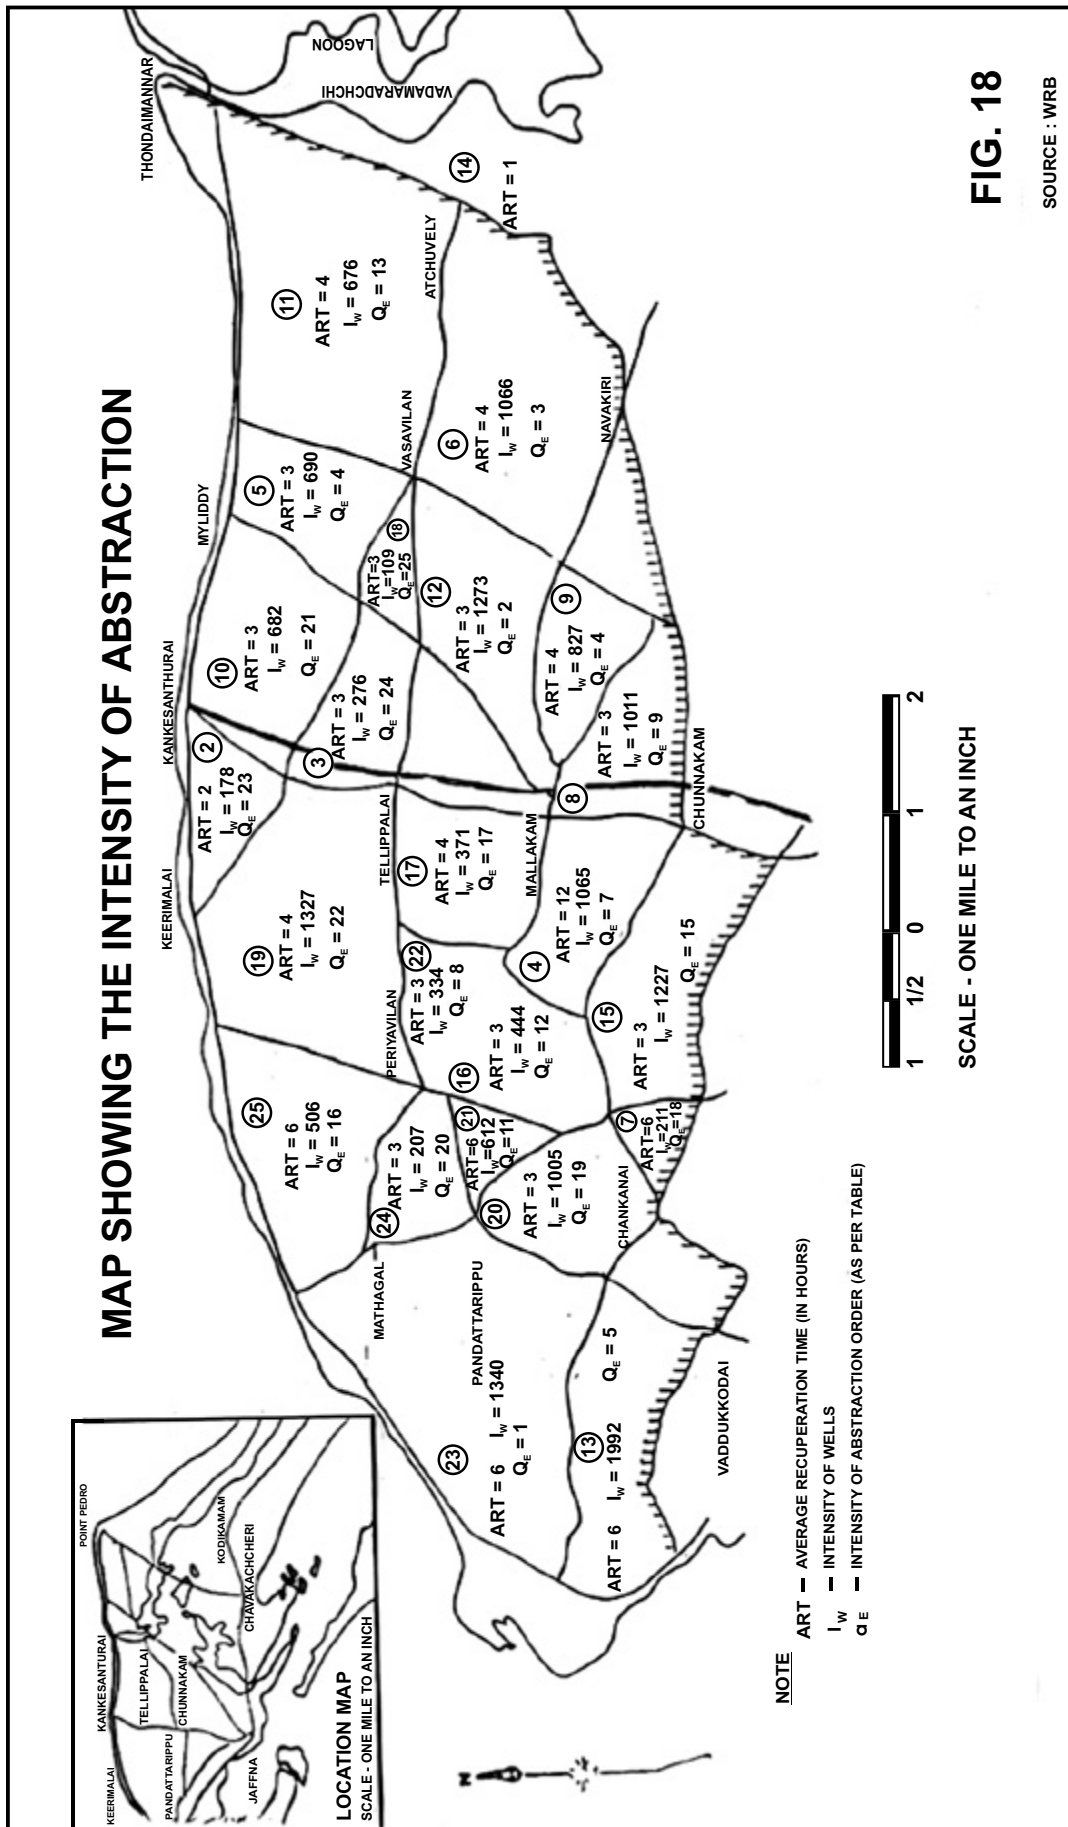 MAP SHOWING THE INTENSITY OF ABSTRACTION
POINT PEDRO
KANKESANTURAI
KEERIMALAI
TELLIPPALAI
CHUNNAKAM
PANDATTARIPPU
KODIKAMAM
CHAVAKACHCHERI
JAFFNA
LOCATION MAP
SCALE - ONE MILE TO AN INCH
N
THONDAIMANNAR
LAGOON
VADAMARADCHCHI
MYLIDDY
KANKESANTHURAI
KEERIMALAI
25
ART = 6
IW = 506
QE = 16
19
ART = 4
IW = 1327
QE = 22
2
ART = 2
IW = 178
QE = 23
10
ART = 3
IW = 682
QE = 21
5
ART = 3
IW = 690
QE = 4
11
ART = 4
IW = 676
QE = 13
14
ART = 1
ATCHUVELY
VASAVILAN
18
ART=3
IW=109
QE=25
3
ART = 3
IW = 276
QE = 24
TELLIPPALAI
PERIYAVILAN
MATHAGAL
24
ART = 3
IW = 207
QE = 20
22
ART = 3
IW = 334
QE = 8
17
ART = 4
IW = 371
QE = 17
12
ART = 3
IW = 1273
QE = 2
6
ART = 4
IW = 1066
QE = 3
NAVAKIRI
9
ART = 4
IW = 827
QE = 4
8
ART = 3
IW = 1011
QE = 9
MALLAKAM
CHUNNAKAM
4
ART = 12
IW = 1065
QE = 7
16
ART = 3
IW = 444
QE = 12
21
ART=6
IW=612
QE=11
20
ART = 3
IW = 1005
QE = 19
PANDATTARIPPU
23
ART = 6
IW = 1340
QE = 1
13
ART = 6
IW = 1992
QE = 5
CHANKANAI
7
ART=6
IW=211
QE=18
15
ART = 3
IW = 1227
QE = 15
VADDUKKODAI
NOTE
ART – AVERAGE RECUPERATION TIME (IN HOURS)
IW – INTENSITY OF WELLS
αE – INTENSITY OF ABSTRACTION ORDER (AS PER TABLE)
1 1/2 0 1 2
SCALE - ONE MILE TO AN INCH
FIG. 18
SOURCE : WRB